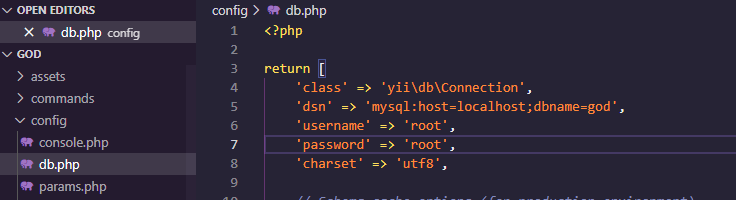 OPEN EDITORS
db.php config
GOD
assets
commands
config
console.php
db.php
params.php
config > db.php
1 <?php
2
3 return [
4 'class' => 'yii\db\Connection',
5 'dsn' => 'mysql:host=localhost;dbname=god',
6 'username' => 'root',
7 'password' => 'root',
8 'charset' => 'utf8',
9